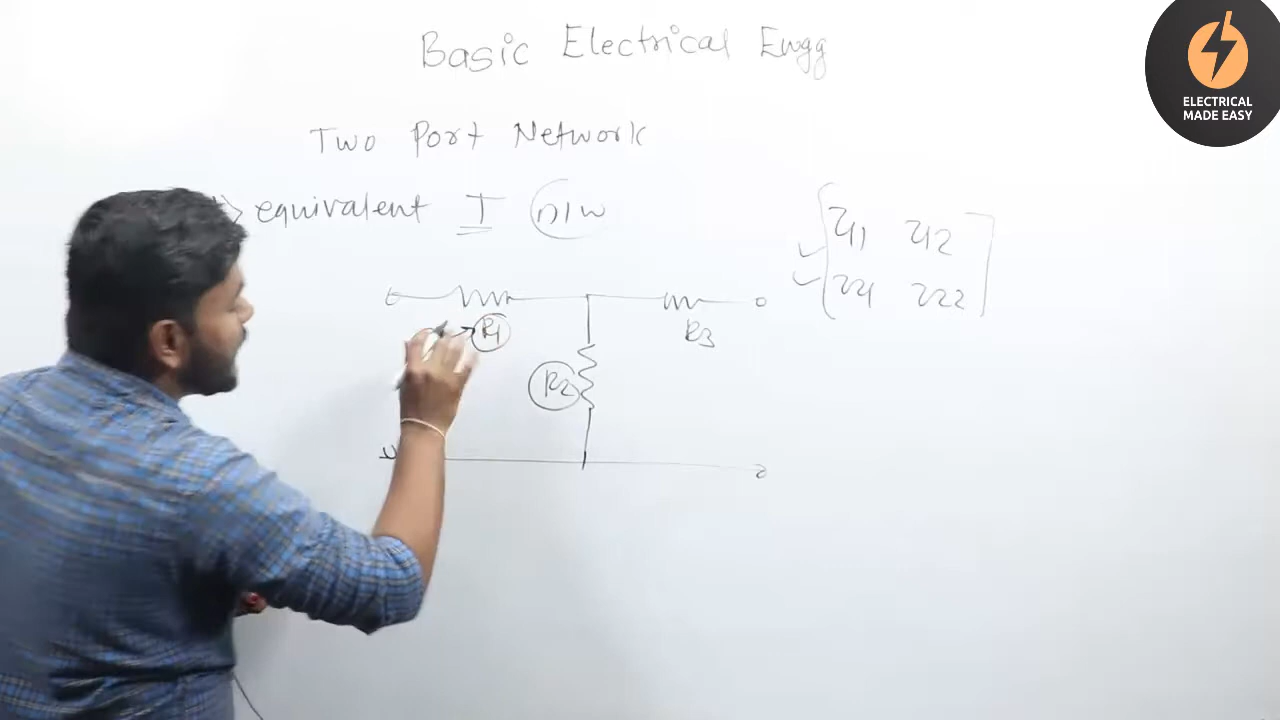 Basic Electrical Engg
ELECTRICAL
MADE EASY
Two Port Network
equivalent T n/w
Z11 Z12
Z21 Z22
R1
R3
R2